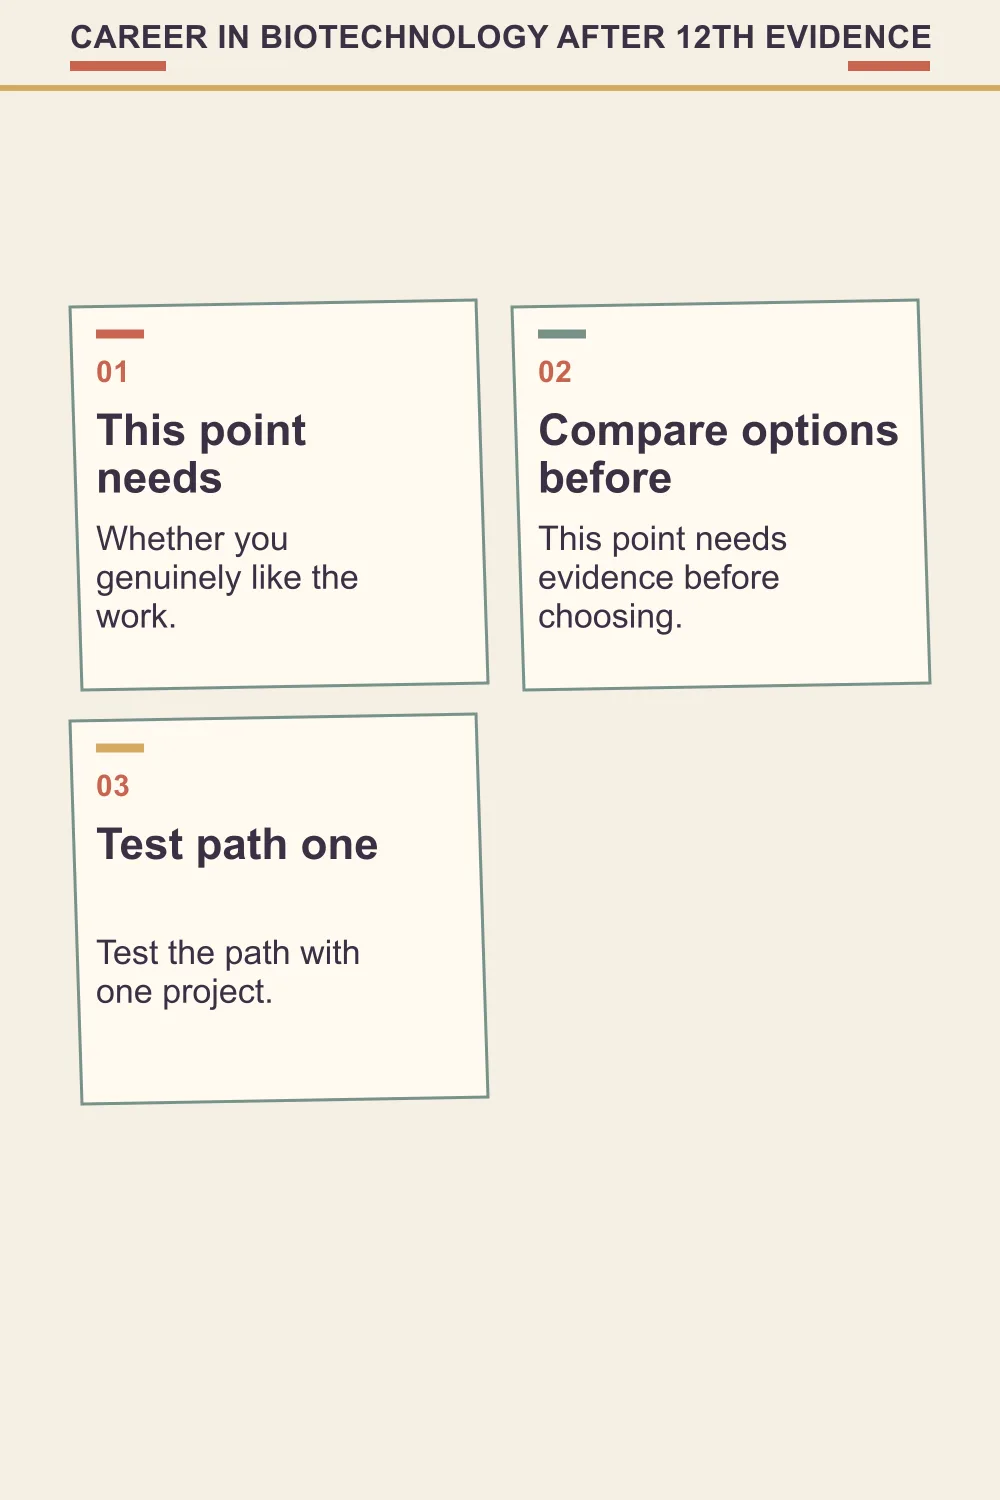 CAREER IN BIOTECHNOLOGY AFTER 12TH EVIDENCE
01
This point
needs
Whether you
genuinely like the
work.
02
Compare options
before
This point needs
evidence before
choosing.
03
Test path one
Test the path with
one project.